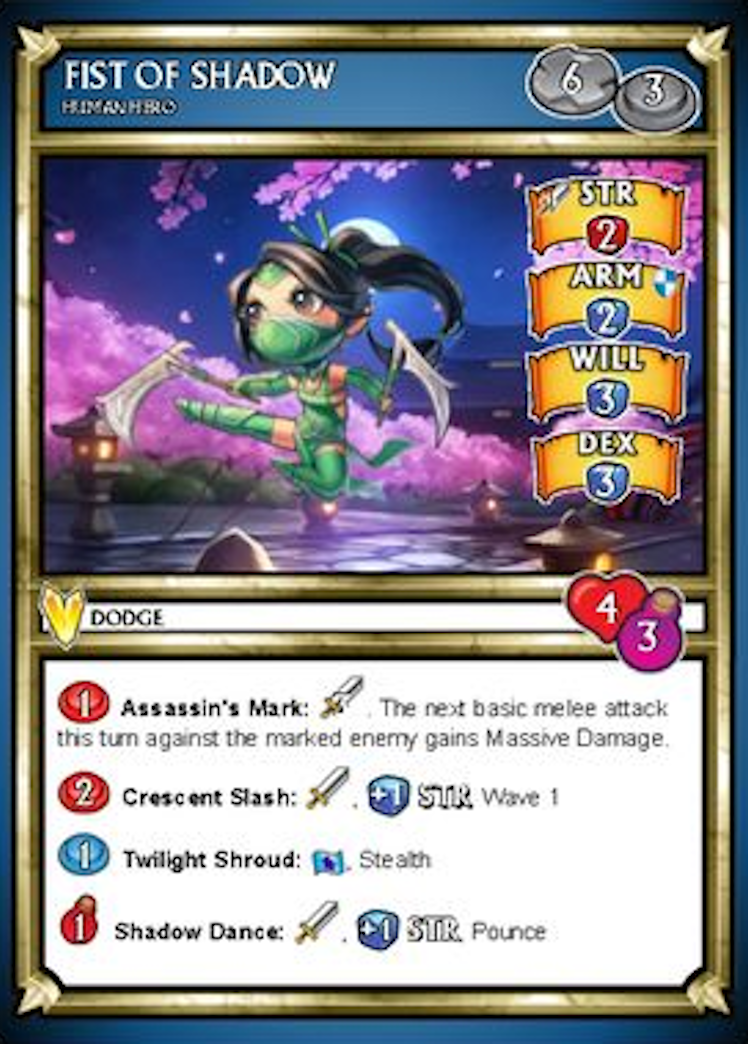 FIST OF SHADOW
HUMAN HERO
6 3
STR
2
ARM
2
WILL
3
DEX
3
DODGE
4
3
1 Assassin's Mark: . The next basic melee attack
this turn against the marked enemy gains Massive Damage.
2 Crescent Slash: . +1 STR Wave 1
1 Twilight Shroud: . Stealth
1 Shadow Dance: . +1 STR Pounce